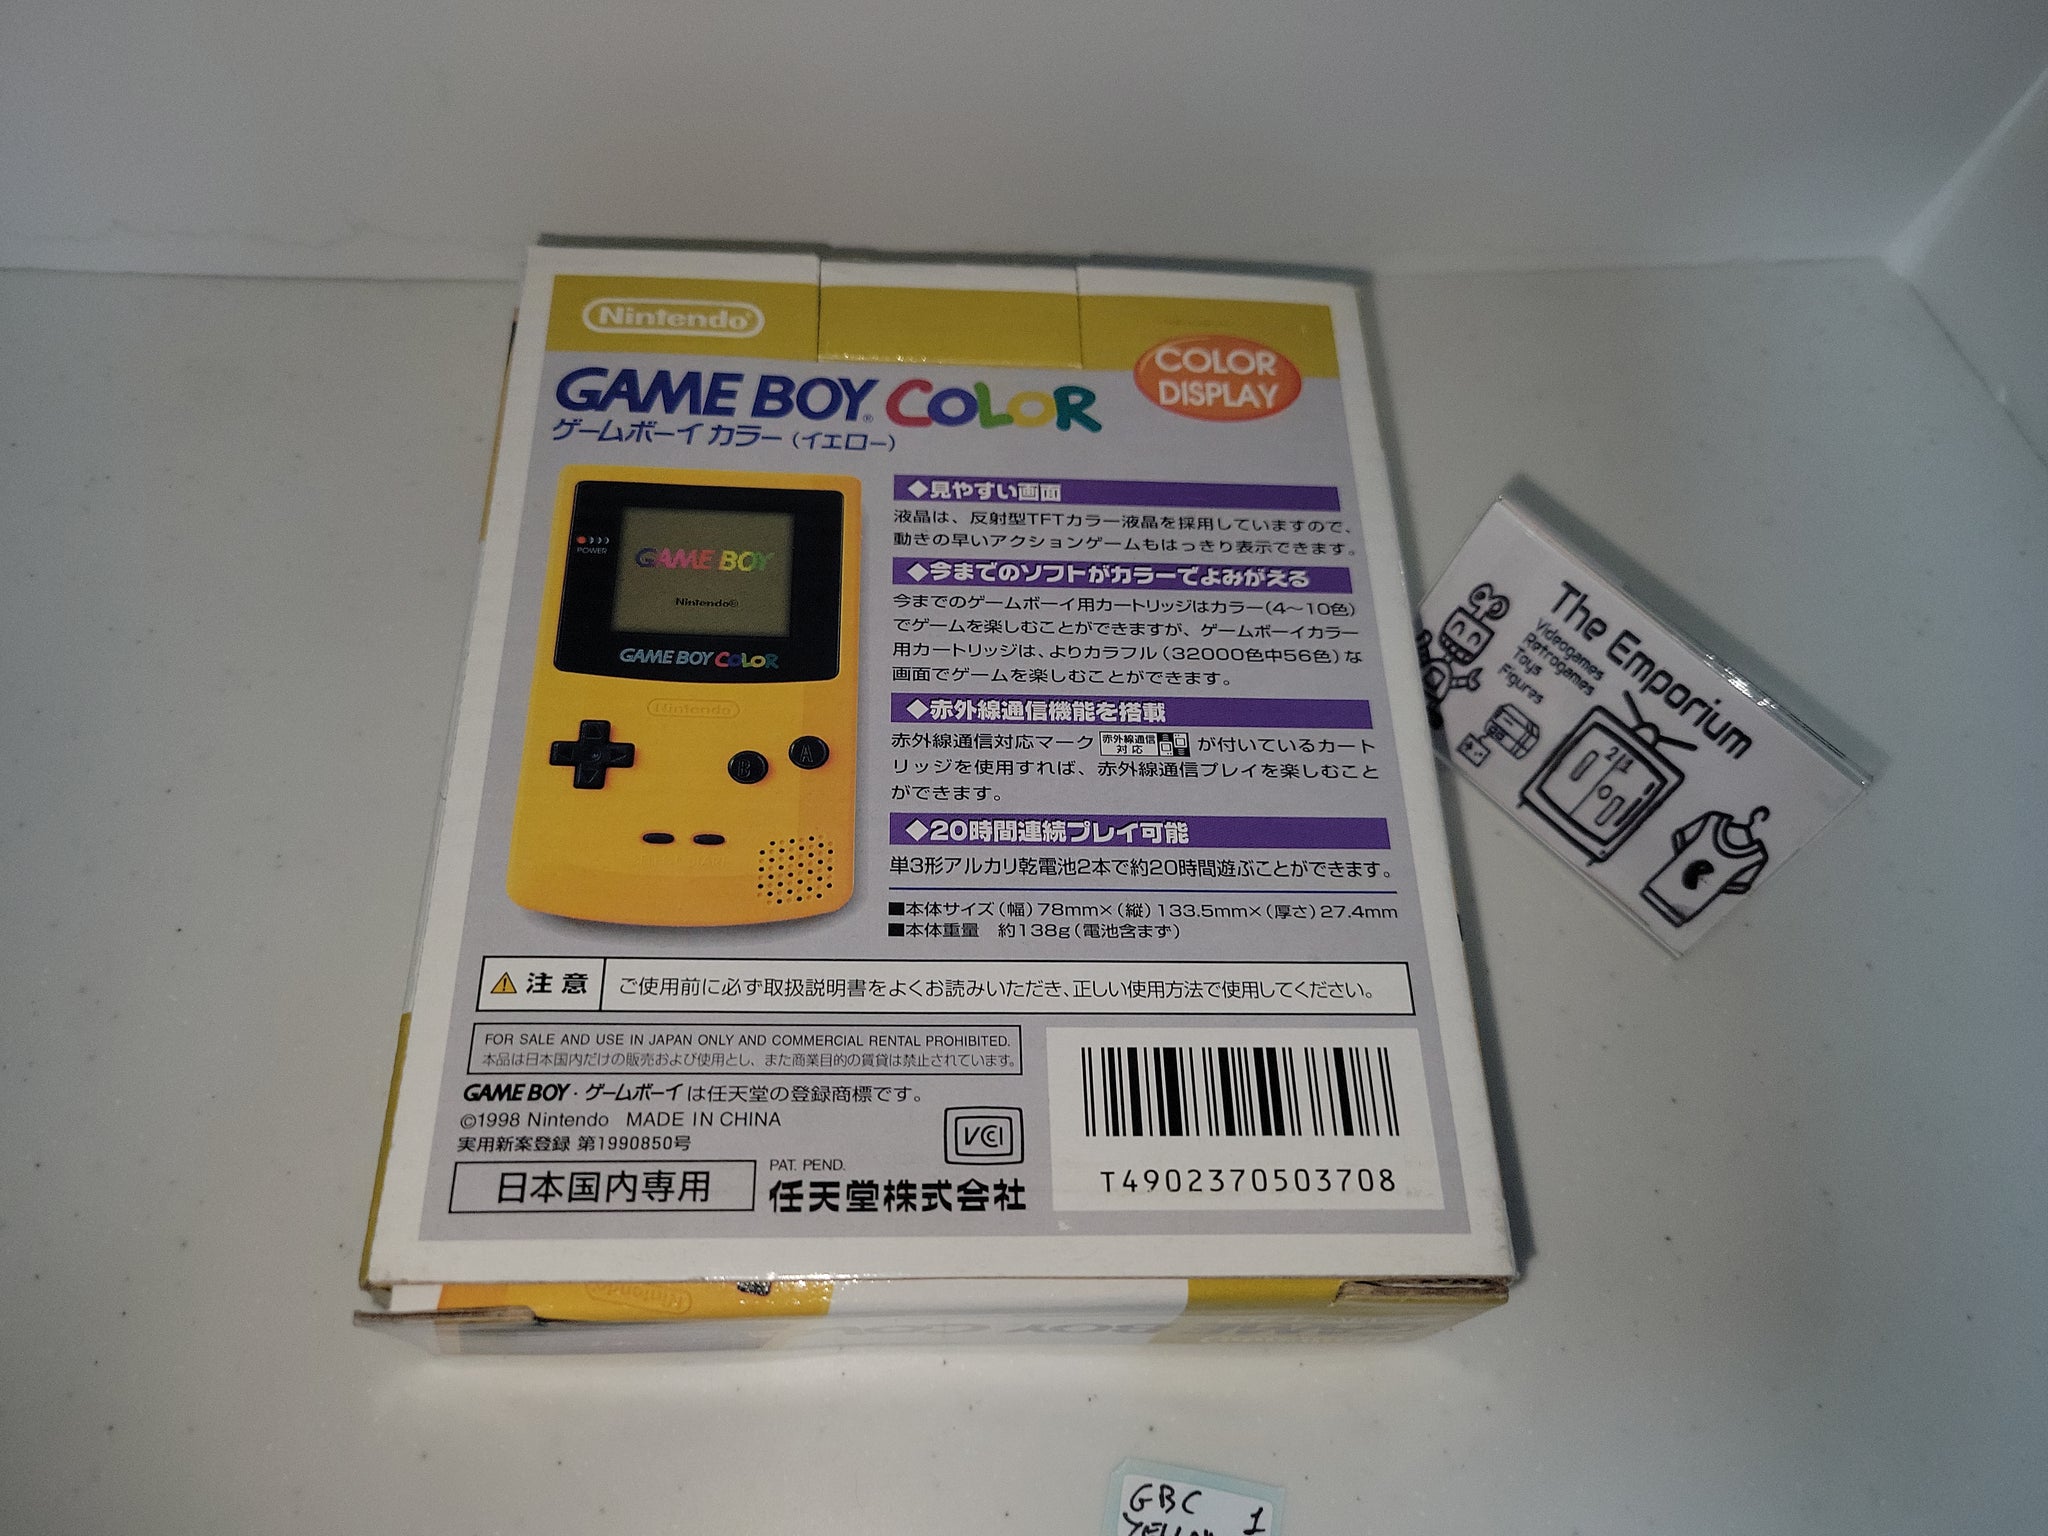 Nintendo
COLOR
DISPLAY
GAME BOY COLOR
ゲームボーイ カラー(イエロー)
POWER
GAME BOY
Nintendo®
GAME BOY COLOR
Nintendo
B
A
SELECT START
◆見やすい画面
液晶は、反射型TFTカラー液晶を採用していますので、
動きの早いアクションゲームもはっきり表示できます。
◆今までのソフトがカラーでよみがえる
今までのゲームボーイ用カートリッジはカラー(4〜10色)
でゲームを楽しむことができますが、ゲームボーイカラー
用カートリッジは、よりカラフル(32000色中56色)な
画面でゲームを楽しむことができます。
◆赤外線通信機能を搭載
赤外線通信対応マーク 赤外線通信対応 が付いているカート
リッジを使用すれば、赤外線通信プレイを楽しむこと
ができます。
◆20時間連続プレイ可能
単3形アルカリ乾電池2本で約20時間遊ぶことができます。
■本体サイズ(幅)78mm×(縦)133.5mm×(厚さ)27.4mm
■本体重量 約138g(電池含まず)
注意 ご使用前に必ず取扱説明書をよくお読みいただき、正しい使用方法で使用してください。
FOR SALE AND USE IN JAPAN ONLY AND COMMERCIAL RENTAL PROHIBITED.
本品は日本国内だけの販売および使用とし、また商業目的の賃貸は禁止されています。
GAME BOY・ゲームボーイは任天堂の登録商標です。
©1998 Nintendo MADE IN CHINA
実用新案登録 第1990850号
VCCI
日本国内専用
PAT. PEND.
任天堂株式会社
T4902370503708
The Emporium
Videogames
Retrogames
Toys
Figures
GBC 1
YELLOW